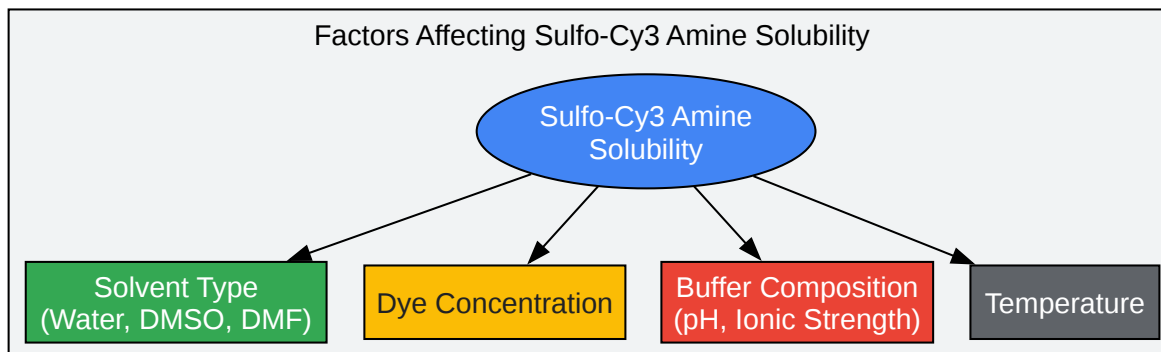 Factors Affecting Sulfo-Cy3 Amine Solubility
Sulfo-Cy3 Amine
Solubility
Solvent Type
(Water, DMSO, DMF)
Dye Concentration
Buffer Composition
(pH, Ionic Strength)
Temperature